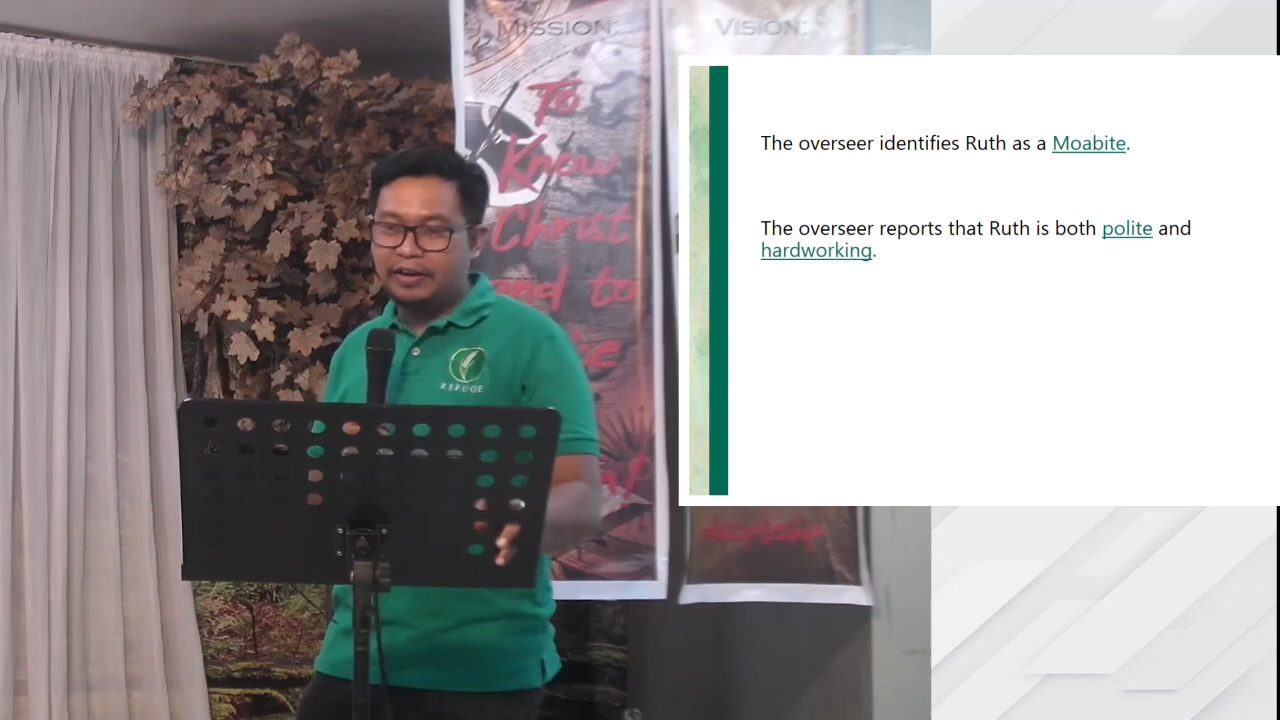 MISSION:
VISION:
To
Know
Christ
and to
The overseer identifies Ruth as a Moabite.
The overseer reports that Ruth is both polite and
hardworking.
REFUGE